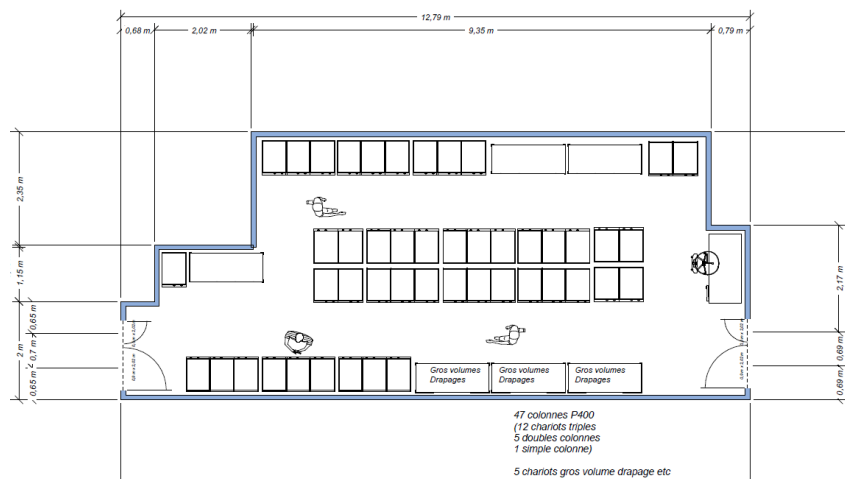 12,79 m
0,68 m
2,02 m
9,35 m
0,79 m
2,35 m
1,15 m
2 m
0,65 m
0,7 m
0,65 m
2,17 m
0,69 m
0,69 m
Gros volumes
Drapages
Gros volumes
Drapages
Gros volumes
Drapages
47 colonnes P400
(12 chariots triples
5 doubles colonnes
1 simple colonne)
5 chariots gros volume drapage etc